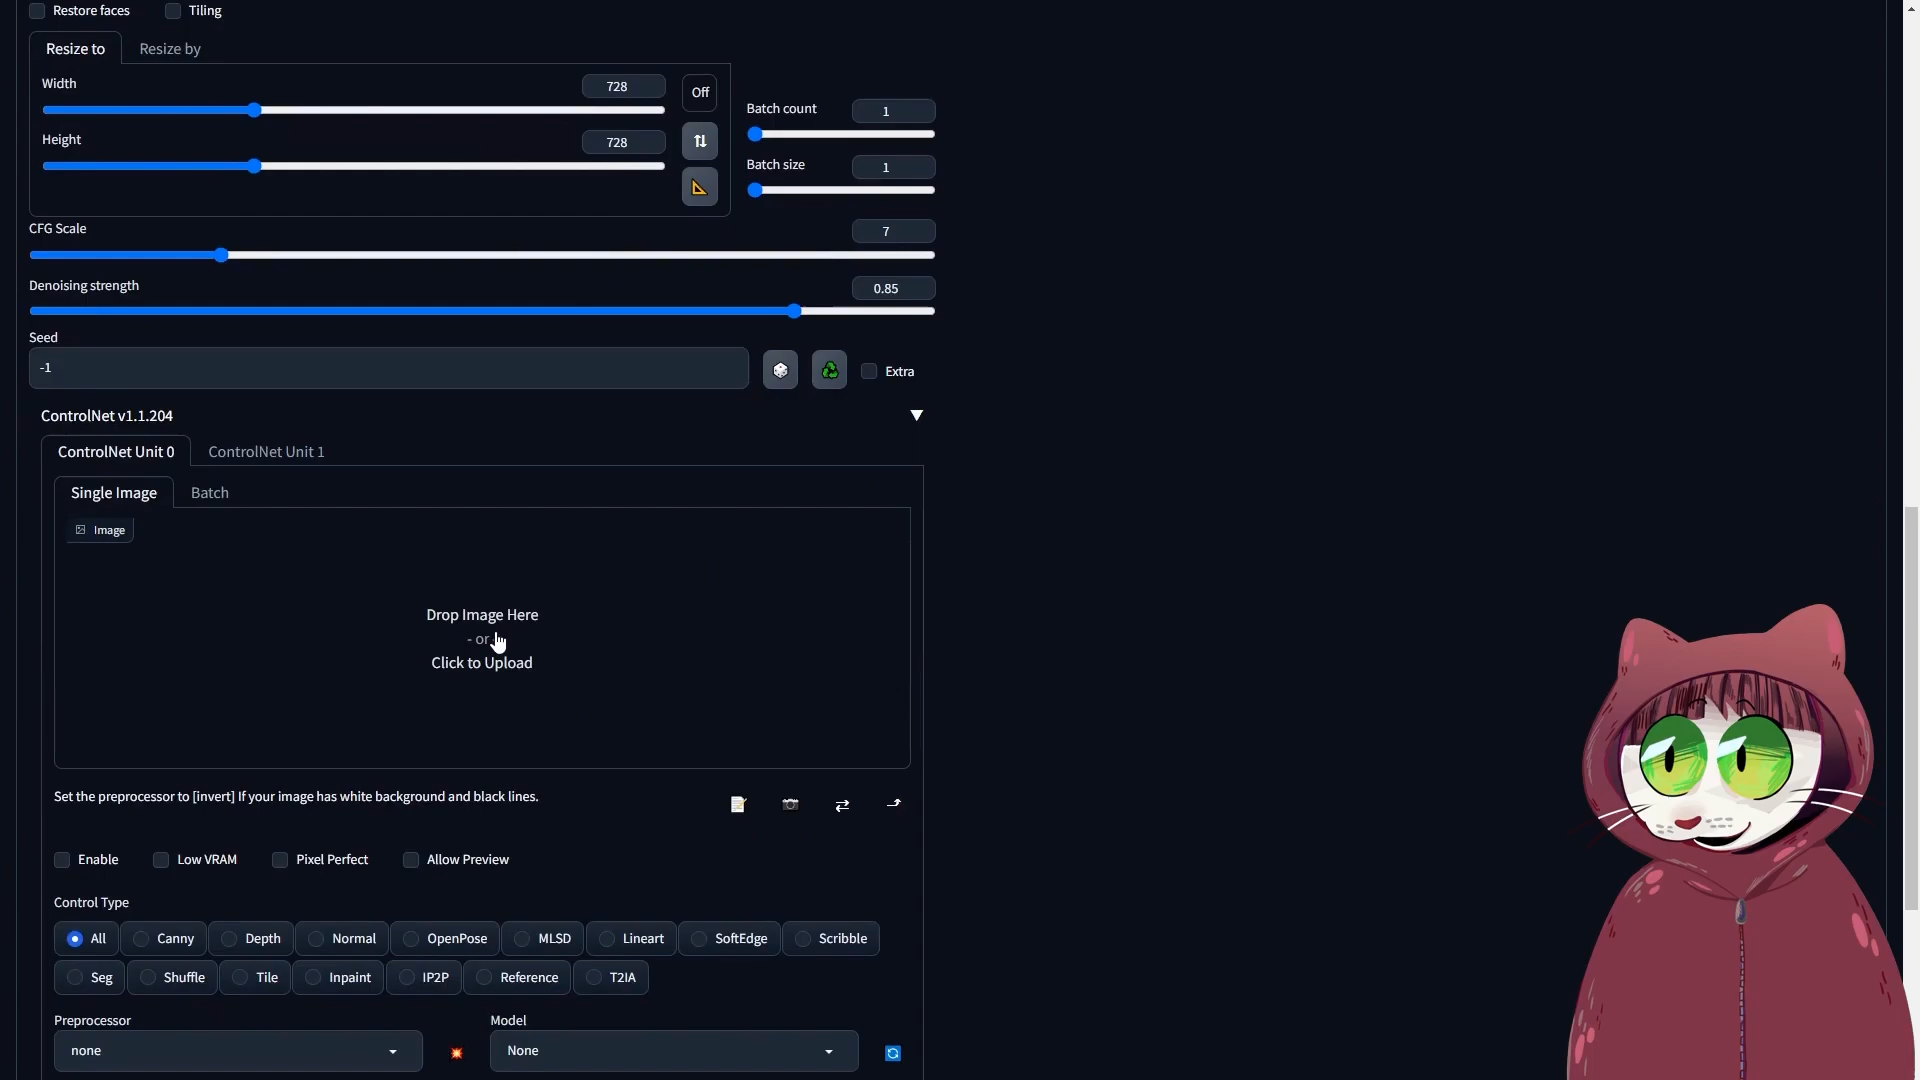 Restore faces Tiling
Resize to Resize by
Width 728 Off
Batch count 1
Height 728
Batch size 1
CFG Scale 7
Denoising strength 0.85
Seed
-1 Extra
ControlNet v1.1.204
ControlNet Unit 0 ControlNet Unit 1
Single Image Batch
Image
Drop Image Here
- or
Click to Upload
Set the preprocessor to [invert] If your image has white background and black lines.
Enable Low VRAM Pixel Perfect Allow Preview
Control Type
All Canny Depth Normal OpenPose MLSD Lineart SoftEdge Scribble
Seg Shuffle Tile Inpaint IP2P Reference T2IA
Preprocessor Model
none None